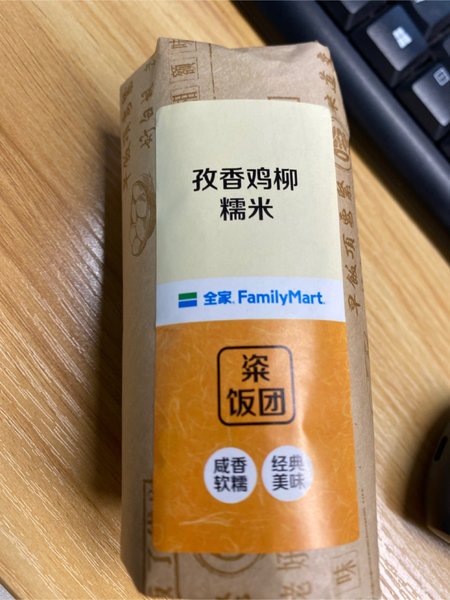 孜香鸡柳
糯米
全家 FamilyMart
粢
饭团
咸香
软糯
经典
美味